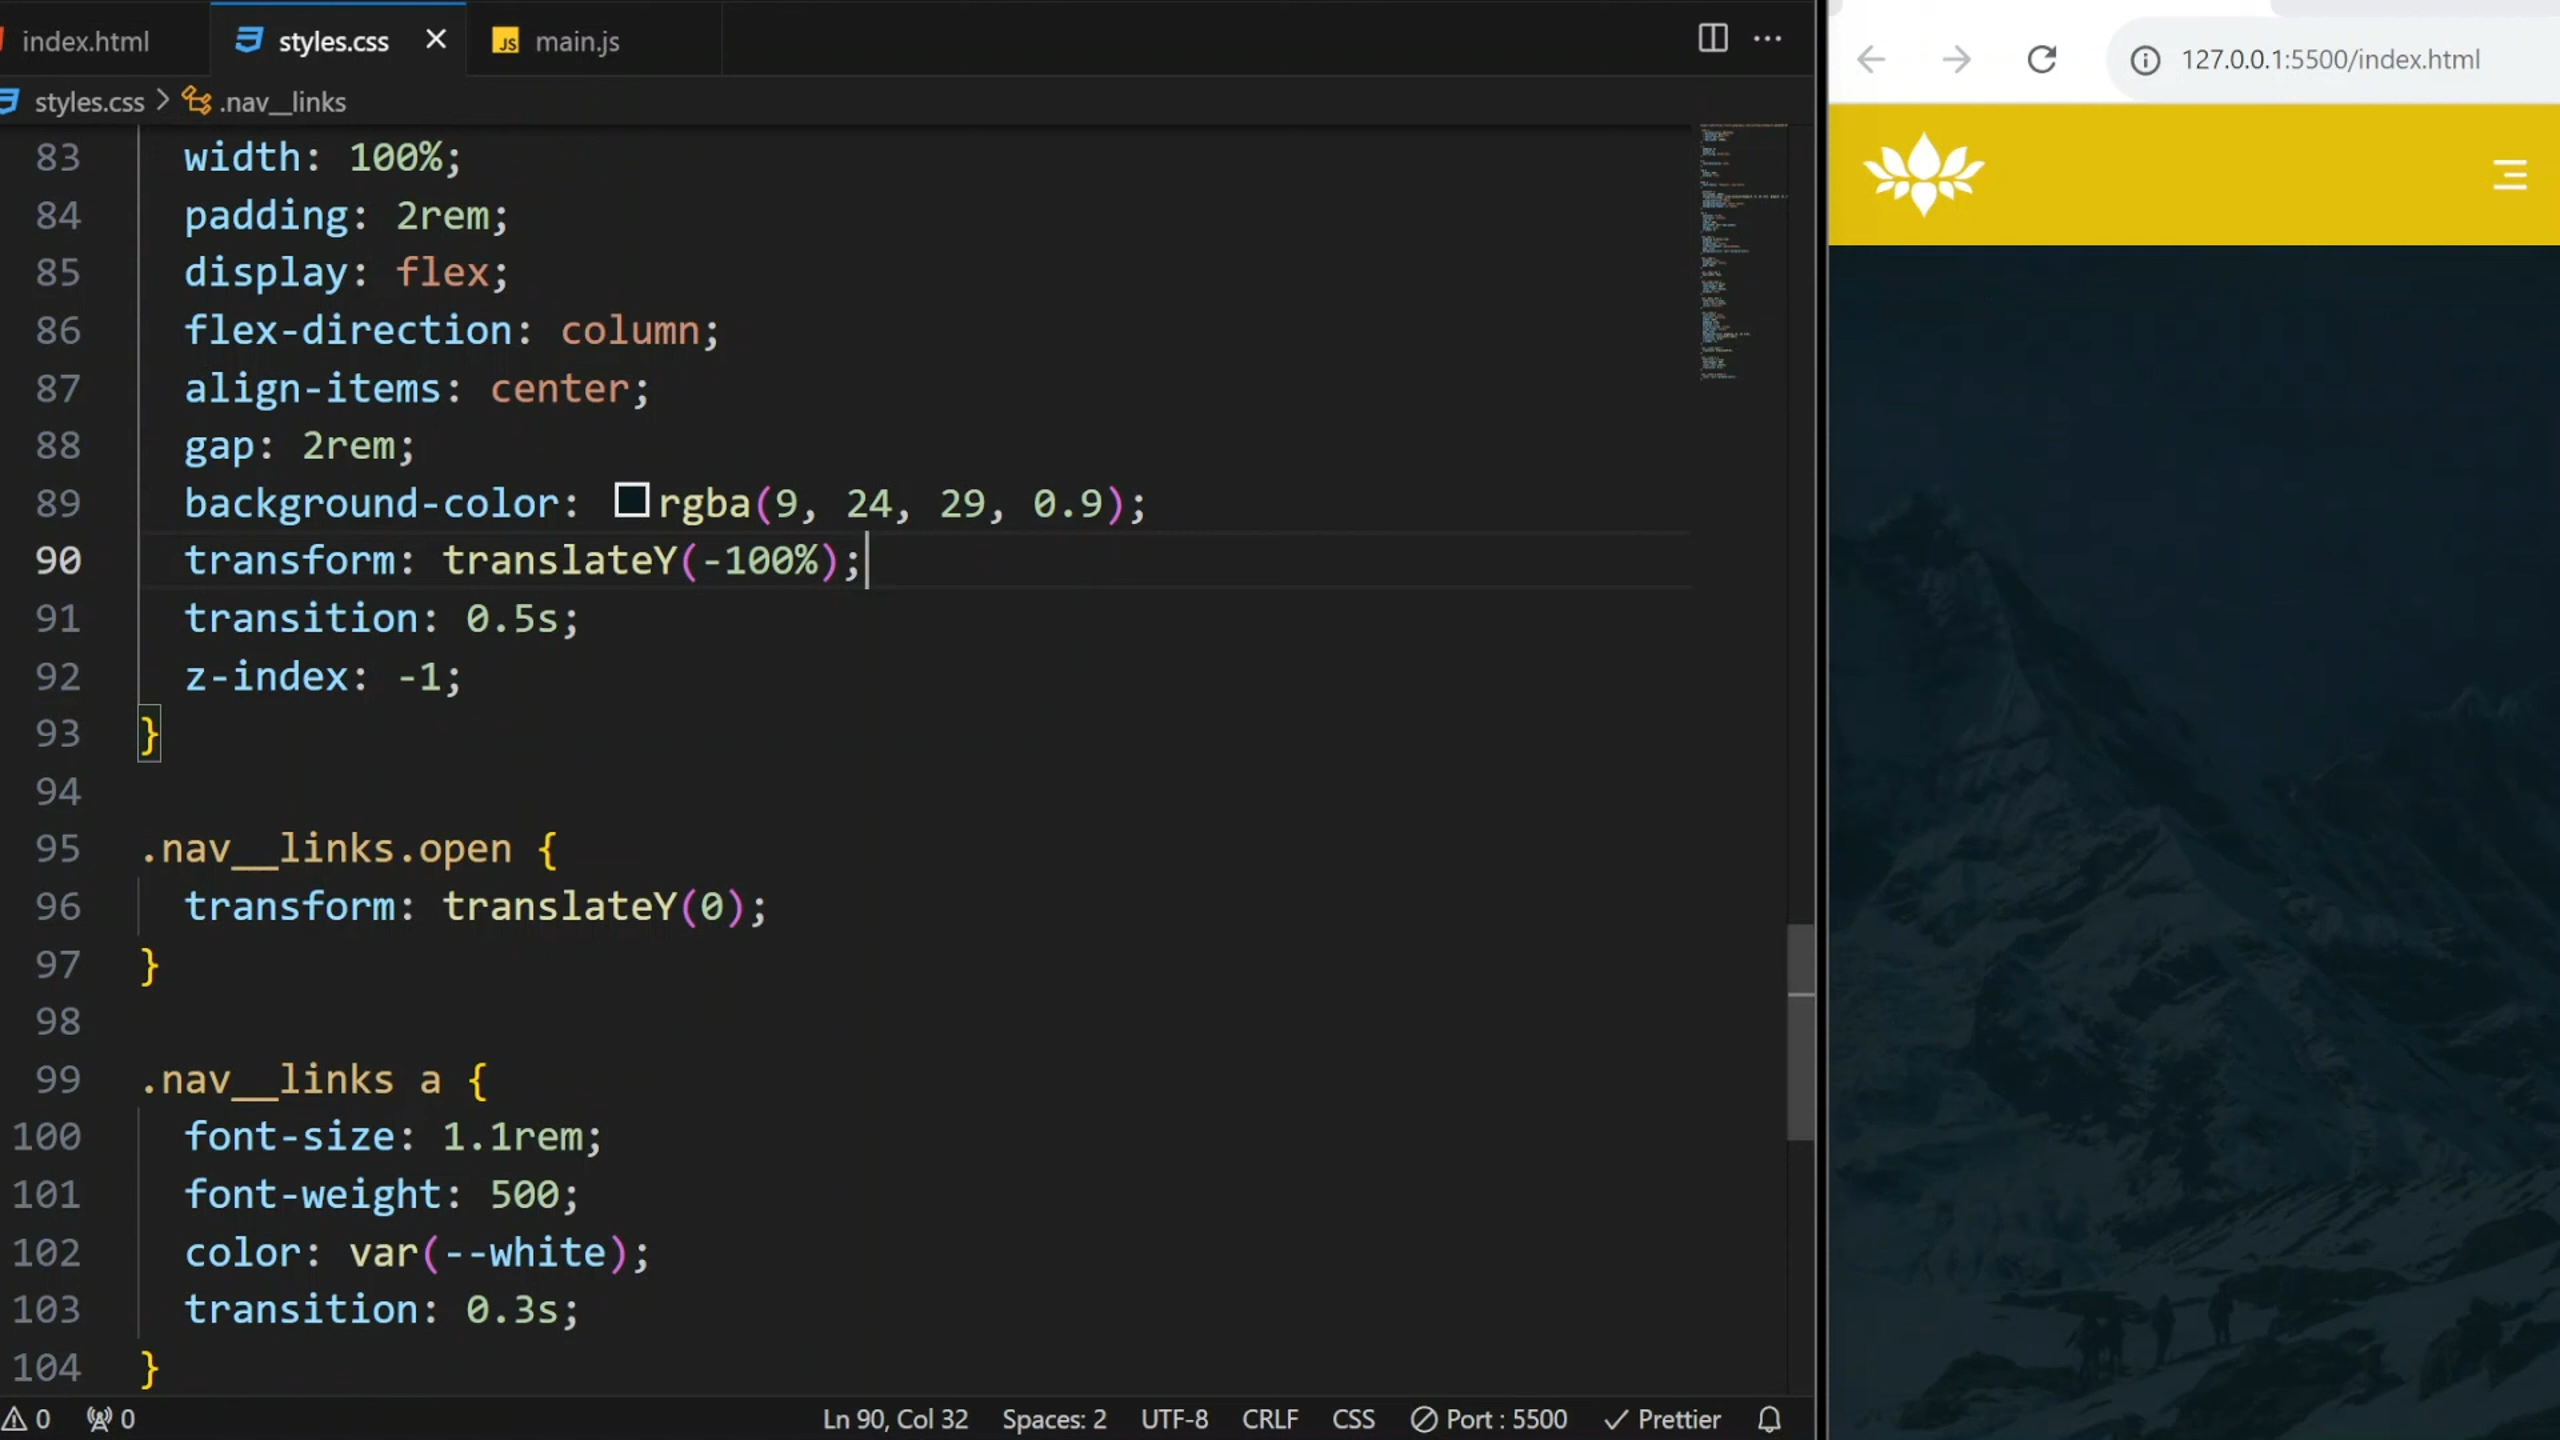 index.html
styles.css
JS main.js
styles.css > .nav__links
83 width: 100%;
84 padding: 2rem;
85 display: flex;
86 flex-direction: column;
87 align-items: center;
88 gap: 2rem;
89 background-color: rgba(9, 24, 29, 0.9);
90 transform: translateY(-100%);
91 transition: 0.5s;
92 z-index: -1;
93 }
94
95 .nav__links.open {
96 transform: translateY(0);
97 }
98
99 .nav__links a {
100 font-size: 1.1rem;
101 font-weight: 500;
102 color: var(--white);
103 transition: 0.3s;
104 }
0 0 Ln 90, Col 32 Spaces: 2 UTF-8 CRLF CSS Port : 5500 Prettier
127.0.0.1:5500/index.html